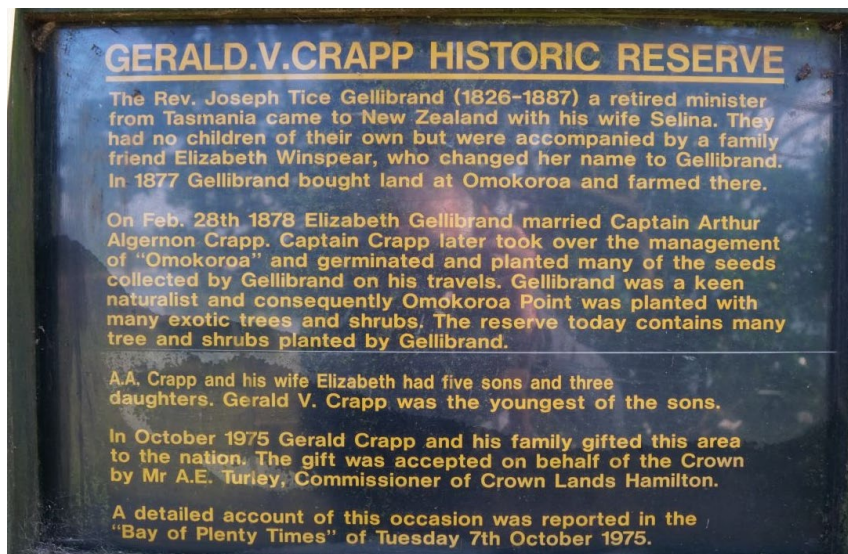 GERALD.V.CRAPP HISTORIC RESERVE
The Rev. Joseph Tice Gellibrand (1826-1887) a retired minister
from Tasmania came to New Zealand with his wife Selina. They
had no children of their own but were accompanied by a family
friend Elizabeth Winspear, who changed her name to Gellibrand.
In 1877 Gellibrand bought land at Omokoroa and farmed there.
On Feb. 28th 1878 Elizabeth Gellibrand married Captain Arthur
Algernon Crapp. Captain Crapp later took over the management
of "Omokoroa" and germinated and planted many of the seeds
collected by Gellibrand on his travels. Gellibrand was a keen
naturalist and consequently Omokoroa Point was planted with
many exotic trees and shrubs. The reserve today contains many
tree and shrubs planted by Gellibrand.
A.A. Crapp and his wife Elizabeth had five sons and three
daughters. Gerald V. Crapp was the youngest of the sons.
In October 1975 Gerald Crapp and his family gifted this area
to the nation. The gift was accepted on behalf of the Crown
by Mr A.E. Turley, Commissioner of Crown Lands Hamilton.
A detailed account of this occasion was reported in the
"Bay of Plenty Times" of Tuesday 7th October 1975.